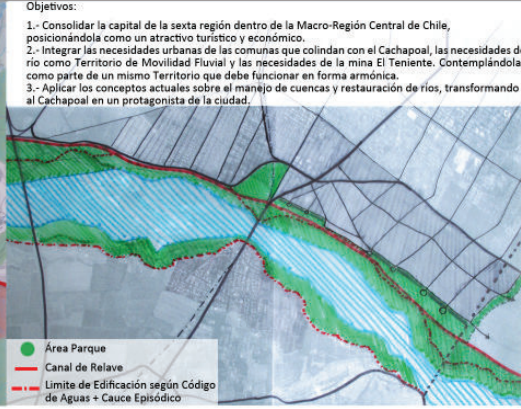 Objetivos:
1.- Consolidar la capital de la sexta región dentro de la Macro-Región Central de Chile,
posicionándola como un atractivo turístico y económico.
2.- Integrar las necesidades urbanas de las comunas que colindan con el Cachapoal, las necesidades de
río como Territorio de Movilidad Fluvial y las necesidades de la mina El Teniente. Contemplándola
como parte de un mismo Territorio que debe funcionar en forma armónica.
3.- Aplicar los conceptos actuales sobre el manejo de cuencas y restauración de ríos, transformando
al Cachapoal en un protagonista de la ciudad.
Área Parque
Canal de Relave
Limite de Edificación según Código
de Aguas + Cauce Episódico